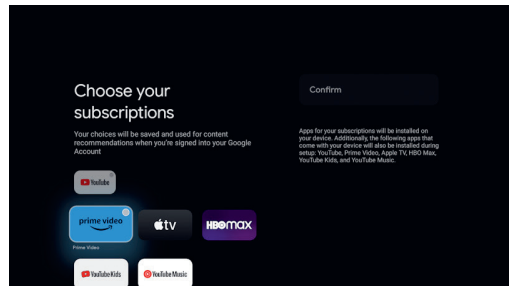 Choose your
subscriptions
Your choices will be saved and used for content
recommendations when you're signed into your Google
Account
YouTube
prime video
tv
HBOmax
Prime Video
YouTube Kids
YouTube Music
Confirm
Apps for your subscriptions will be installed on
your device. Additionally, the following apps that
come with your device will also be installed during
setup: YouTube, Prime Video, Apple TV, HBO Max,
YouTube Kids, and YouTube Music.